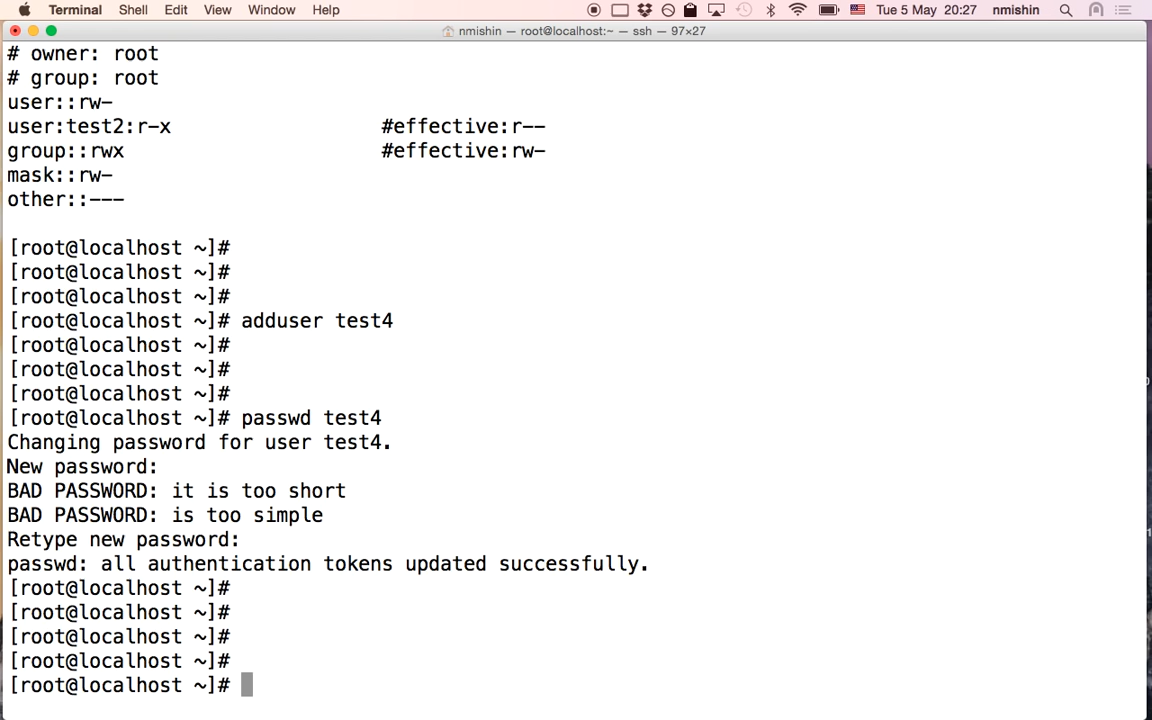 Terminal Shell Edit View Window Help Tue 5 May 20:27 nmishin
nmishin — root@localhost:~ — ssh — 97×27
# owner: root
# group: root
user::rw-
user:test2:r-x #effective:r--
group::rwx #effective:rw-
mask::rw-
other::---
[root@localhost ~]#
[root@localhost ~]#
[root@localhost ~]#
[root@localhost ~]# adduser test4
[root@localhost ~]#
[root@localhost ~]#
[root@localhost ~]#
[root@localhost ~]# passwd test4
Changing password for user test4.
New password:
BAD PASSWORD: it is too short
BAD PASSWORD: is too simple
Retype new password:
passwd: all authentication tokens updated successfully.
[root@localhost ~]#
[root@localhost ~]#
[root@localhost ~]#
[root@localhost ~]#
[root@localhost ~]#